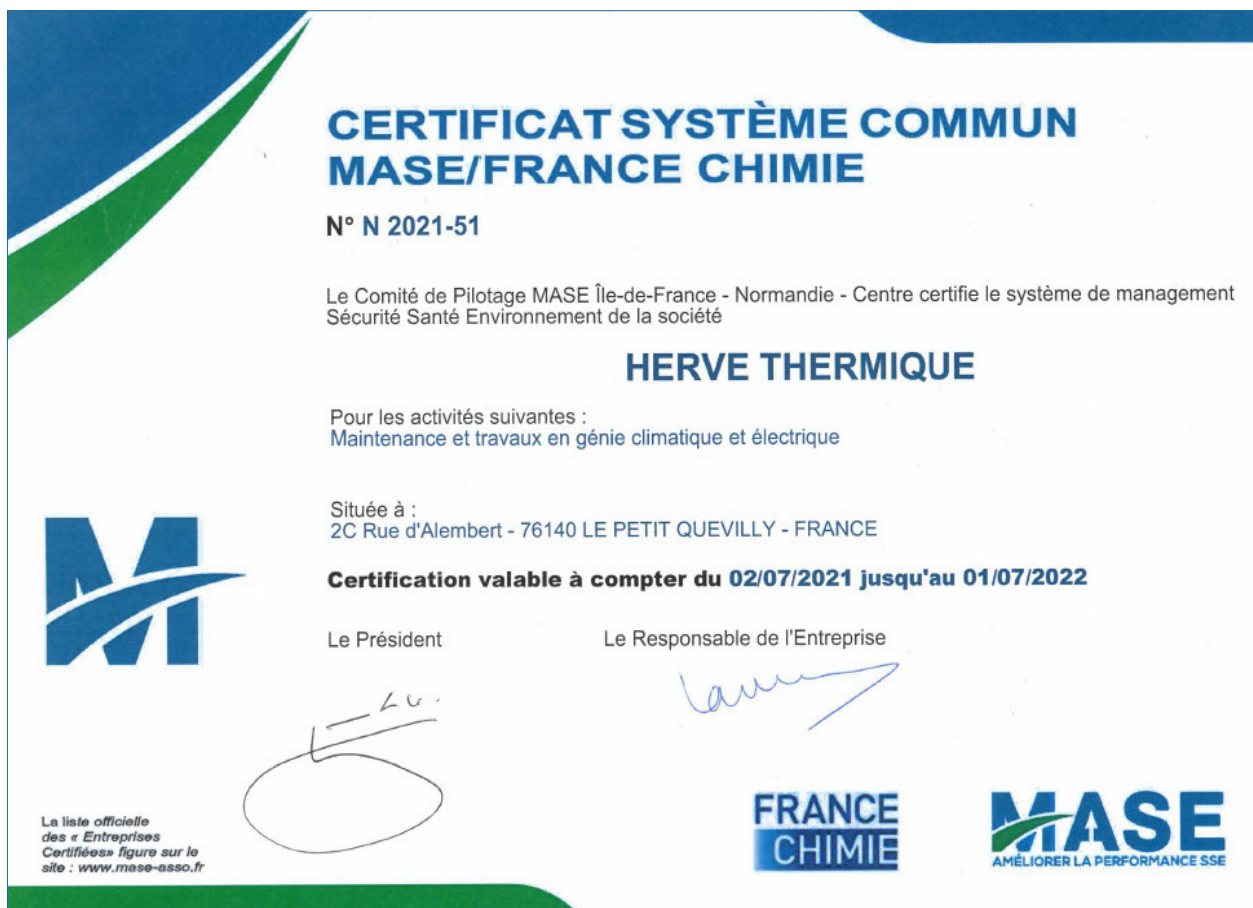 CERTIFICAT SYSTÈME COMMUN
MASE/FRANCE CHIMIE
N° N 2021-51
Le Comité de Pilotage MASE Île-de-France - Normandie - Centre certifie le système de management
Sécurité Santé Environnement de la société
HERVE THERMIQUE
Pour les activités suivantes :
Maintenance et travaux en génie climatique et électrique
Située à :
2C Rue d'Alembert - 76140 LE PETIT QUEVILLY - FRANCE
Certification valable à compter du 02/07/2021 jusqu'au 01/07/2022
Le Président
Le Responsable de l'Entreprise
La liste officielle
des « Entreprises
Certifiées» figure sur le
site : www.mase-asso.fr
FRANCE
CHIMIE
MASE
AMÉLIORER LA PERFORMANCE SSE